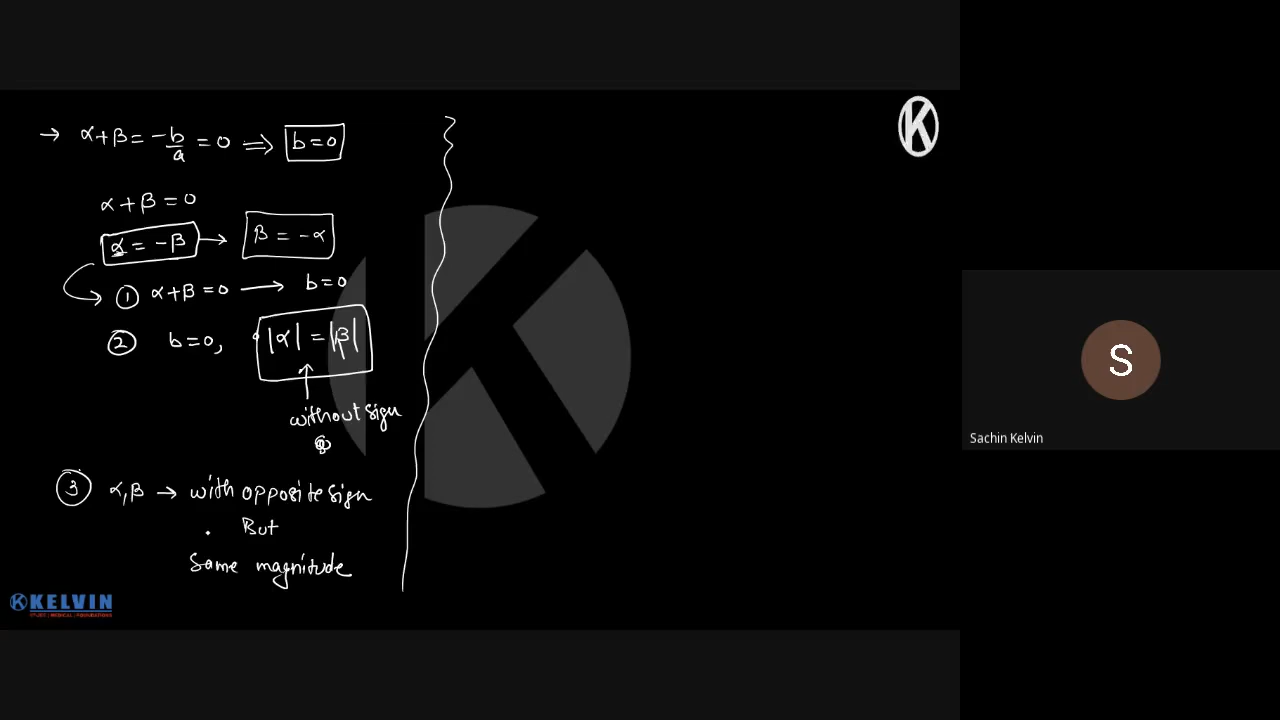 → α+β = -b/a = 0 ⇒ b=0
α + β = 0
α = -β → β = -α
① α+β = 0 → b=0
② b=0, |α| = |β|
without sign
③ α,β → with opposite sign
But
Same magnitude
KELVIN
S
Sachin Kelvin